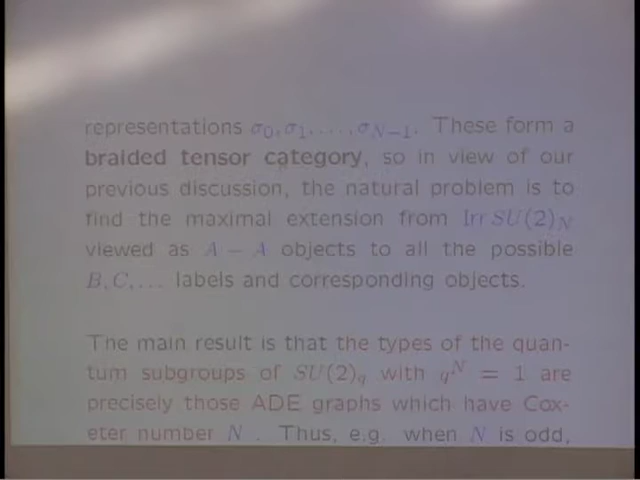 representations σ₀,σ₁,...,σ_{N−1}. These form a
braided tensor category, so in view of our
previous discussion, the natural problem is to
find the maximal extension from Irr SU(2)_N
viewed as A − A objects to all the possible
B,C,... labels and corresponding objects.
The main result is that the types of the quan-
tum subgroups of SU(2)_q with q^N = 1 are
precisely those ADE graphs which have Cox-
eter number N . Thus, e.g. when N is odd,